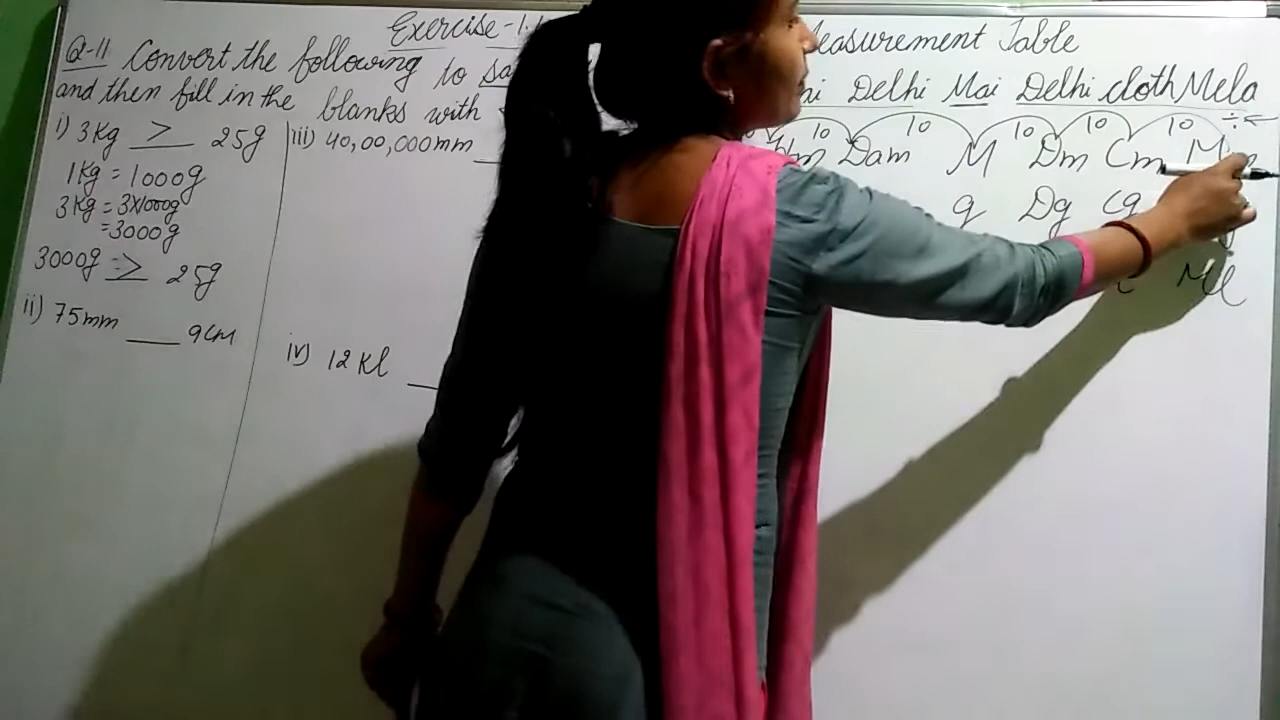 Exercise-1.
Q-11 Convert the following to sa
and then fill in the blanks with
i) 3Kg > 25g
1Kg = 1000g
3Kg = 3x1000g
=3000g
3000g => 25g
ii) 75mm ___ 9cm
iii) 40,00,000mm
iv) 12 Kl
easurement Table
Delhi Mai Delhi cloth Mela
10 10 10 10 10 ÷←
Dam M Dm Cm
g Dg Cg
Ml